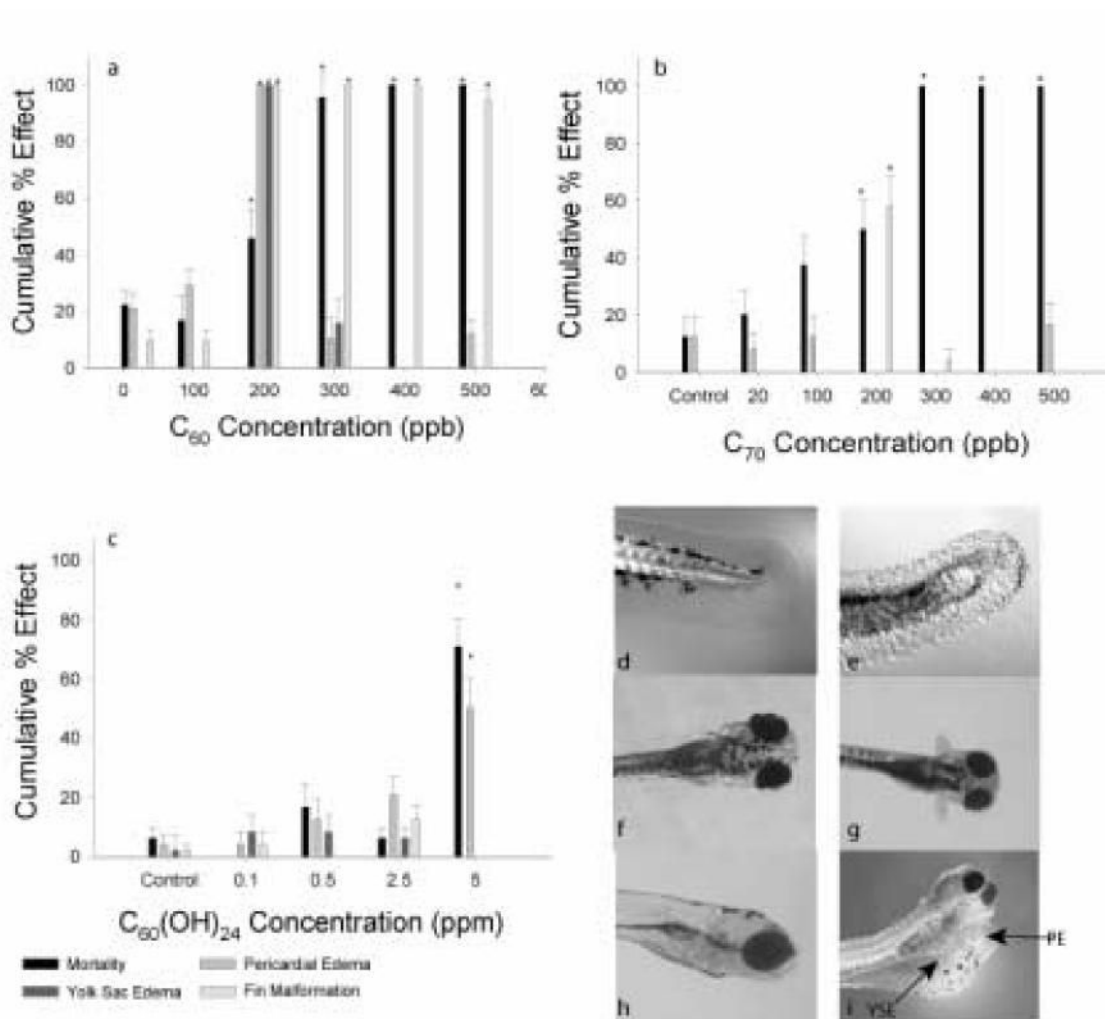 a
100
80
60
40
20
0
Cumulative % Effect
0 100 200 300 400 500 60
C60 Concentration (ppb)
b
100
80
60
40
20
0
Cumulative % Effect
Control 20 100 200 300 400 500
C70 Concentration (ppb)
c
100
80
60
40
20
0
Cumulative % Effect
Control 0.1 0.5 2.5 5
C60(OH)24 Concentration (ppm)
Mortality
Pericardial Edema
Yolk Sac Edema
Fin Malformation
d
e
f
g
h
i
PE
YSE